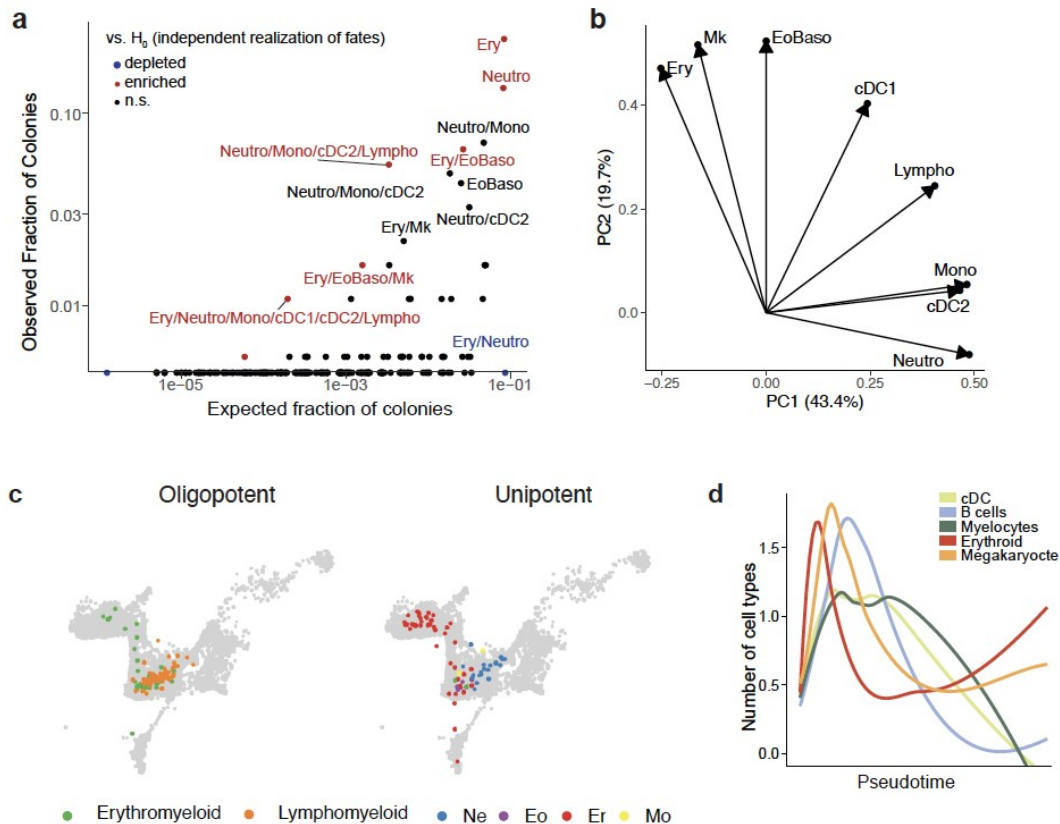 a
vs. H0 (independent realization of fates)
depleted
enriched
n.s.
Ery
Neutro
Neutro/Mono
Neutro/Mono/cDC2/Lympho
Ery/EoBaso
Neutro/Mono/cDC2
EoBaso
Neutro/cDC2
Ery/Mk
Ery/EoBaso/Mk
Ery/Neutro/Mono/cDC1/cDC2/Lympho
Ery/Neutro
Observed Fraction of Colonies
0.10
0.03
0.01
1e-05
1e-03
1e-01
Expected fraction of colonies
b
Mk
EoBaso
Ery
cDC1
Lympho
Mono
cDC2
Neutro
PC2 (19.7%)
0.4
0.2
0.0
-0.25
0.00
0.25
0.50
PC1 (43.4%)
c
Oligopotent
Unipotent
Erythromyeloid
Lymphomyeloid
Ne
Eo
Er
Mo
d
cDC
B cells
Myelocytes
Erythroid
Megakaryocte
Number of cell types
1.5
1.0
0.5
0.0
Pseudotime